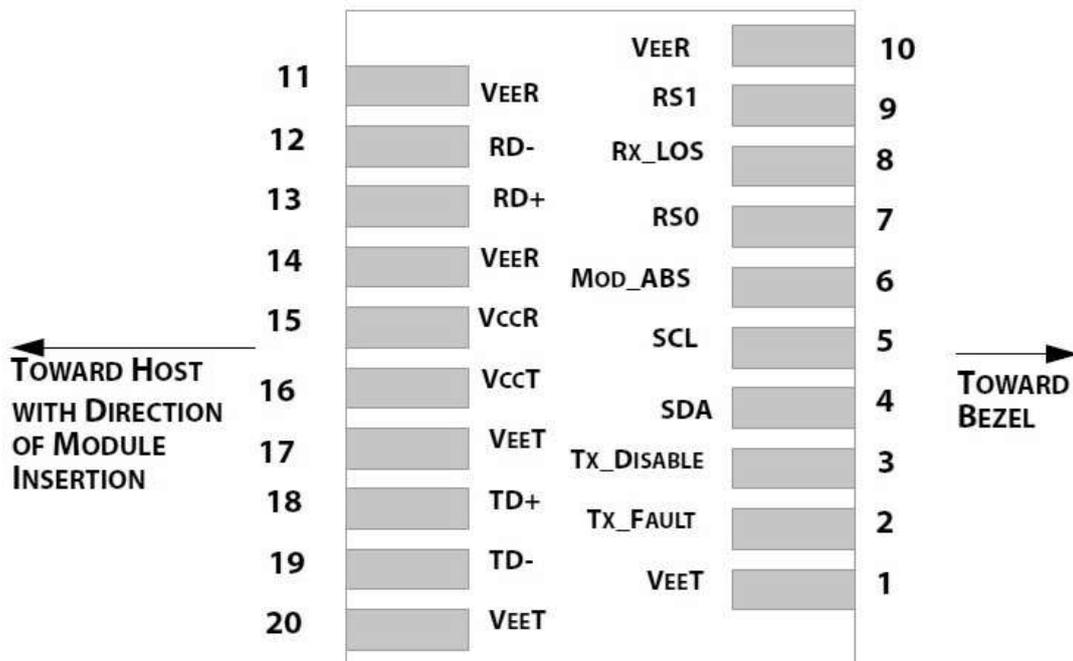 VEER 10
11 VEER
RS1 9
12 RD-
RX_LOS 8
13 RD+
RS0 7
14 VEER
MOD_ABS 6
15 VCCR
SCL 5
TOWARD HOST
WITH DIRECTION
OF MODULE
INSERTION
TOWARD
BEZEL
16 VCCT
SDA 4
17 VEET
TX_DISABLE 3
18 TD+
TX_FAULT 2
19 TD-
VEET 1
20 VEET